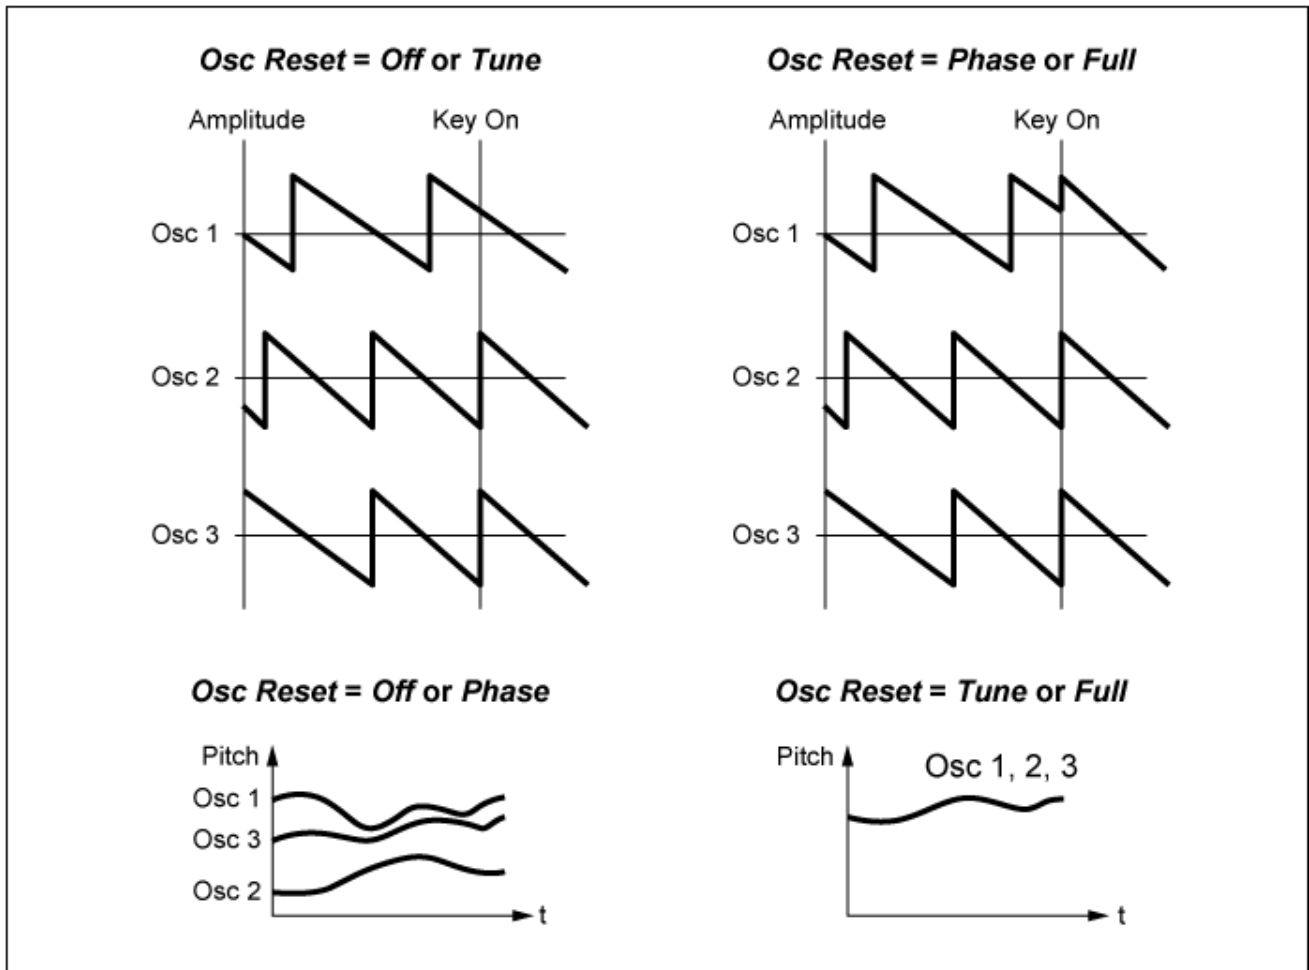 Osc Reset = Off or Tune
Amplitude Key On
Osc 1
Osc 2
Osc 3
Osc Reset = Phase or Full
Amplitude Key On
Osc 1
Osc 2
Osc 3
Osc Reset = Off or Phase
Pitch
Osc 1
Osc 3
Osc 2
t
Osc Reset = Tune or Full
Pitch
Osc 1, 2, 3
t